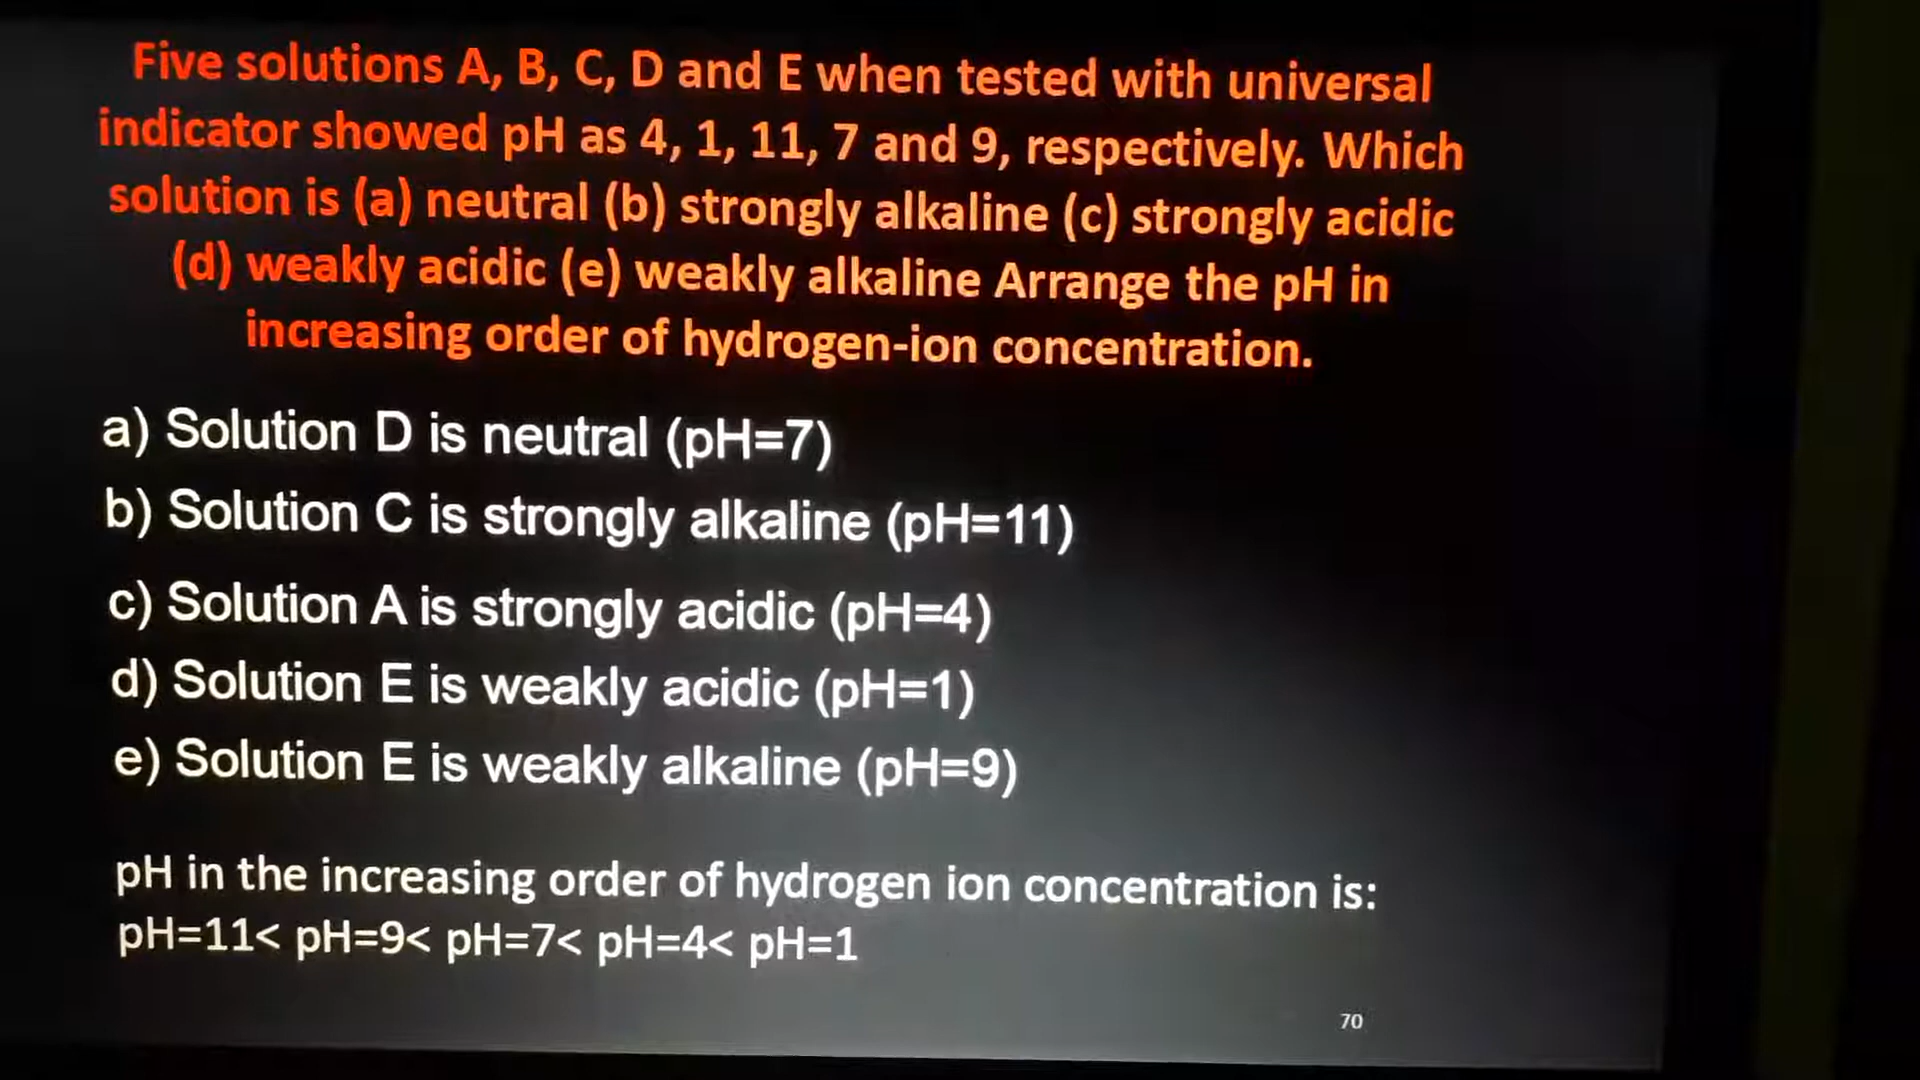 Five solutions A, B, C, D and E when tested with universal
indicator showed pH as 4, 1, 11, 7 and 9, respectively. Which
solution is (a) neutral (b) strongly alkaline (c) strongly acidic
(d) weakly acidic (e) weakly alkaline Arrange the pH in
increasing order of hydrogen-ion concentration.
a) Solution D is neutral (pH=7)
b) Solution C is strongly alkaline (pH=11)
c) Solution A is strongly acidic (pH=4)
d) Solution E is weakly acidic (pH=1)
e) Solution E is weakly alkaline (pH=9)
pH in the increasing order of hydrogen ion concentration is:
pH=11< pH=9< pH=7< pH=4< pH=1
70